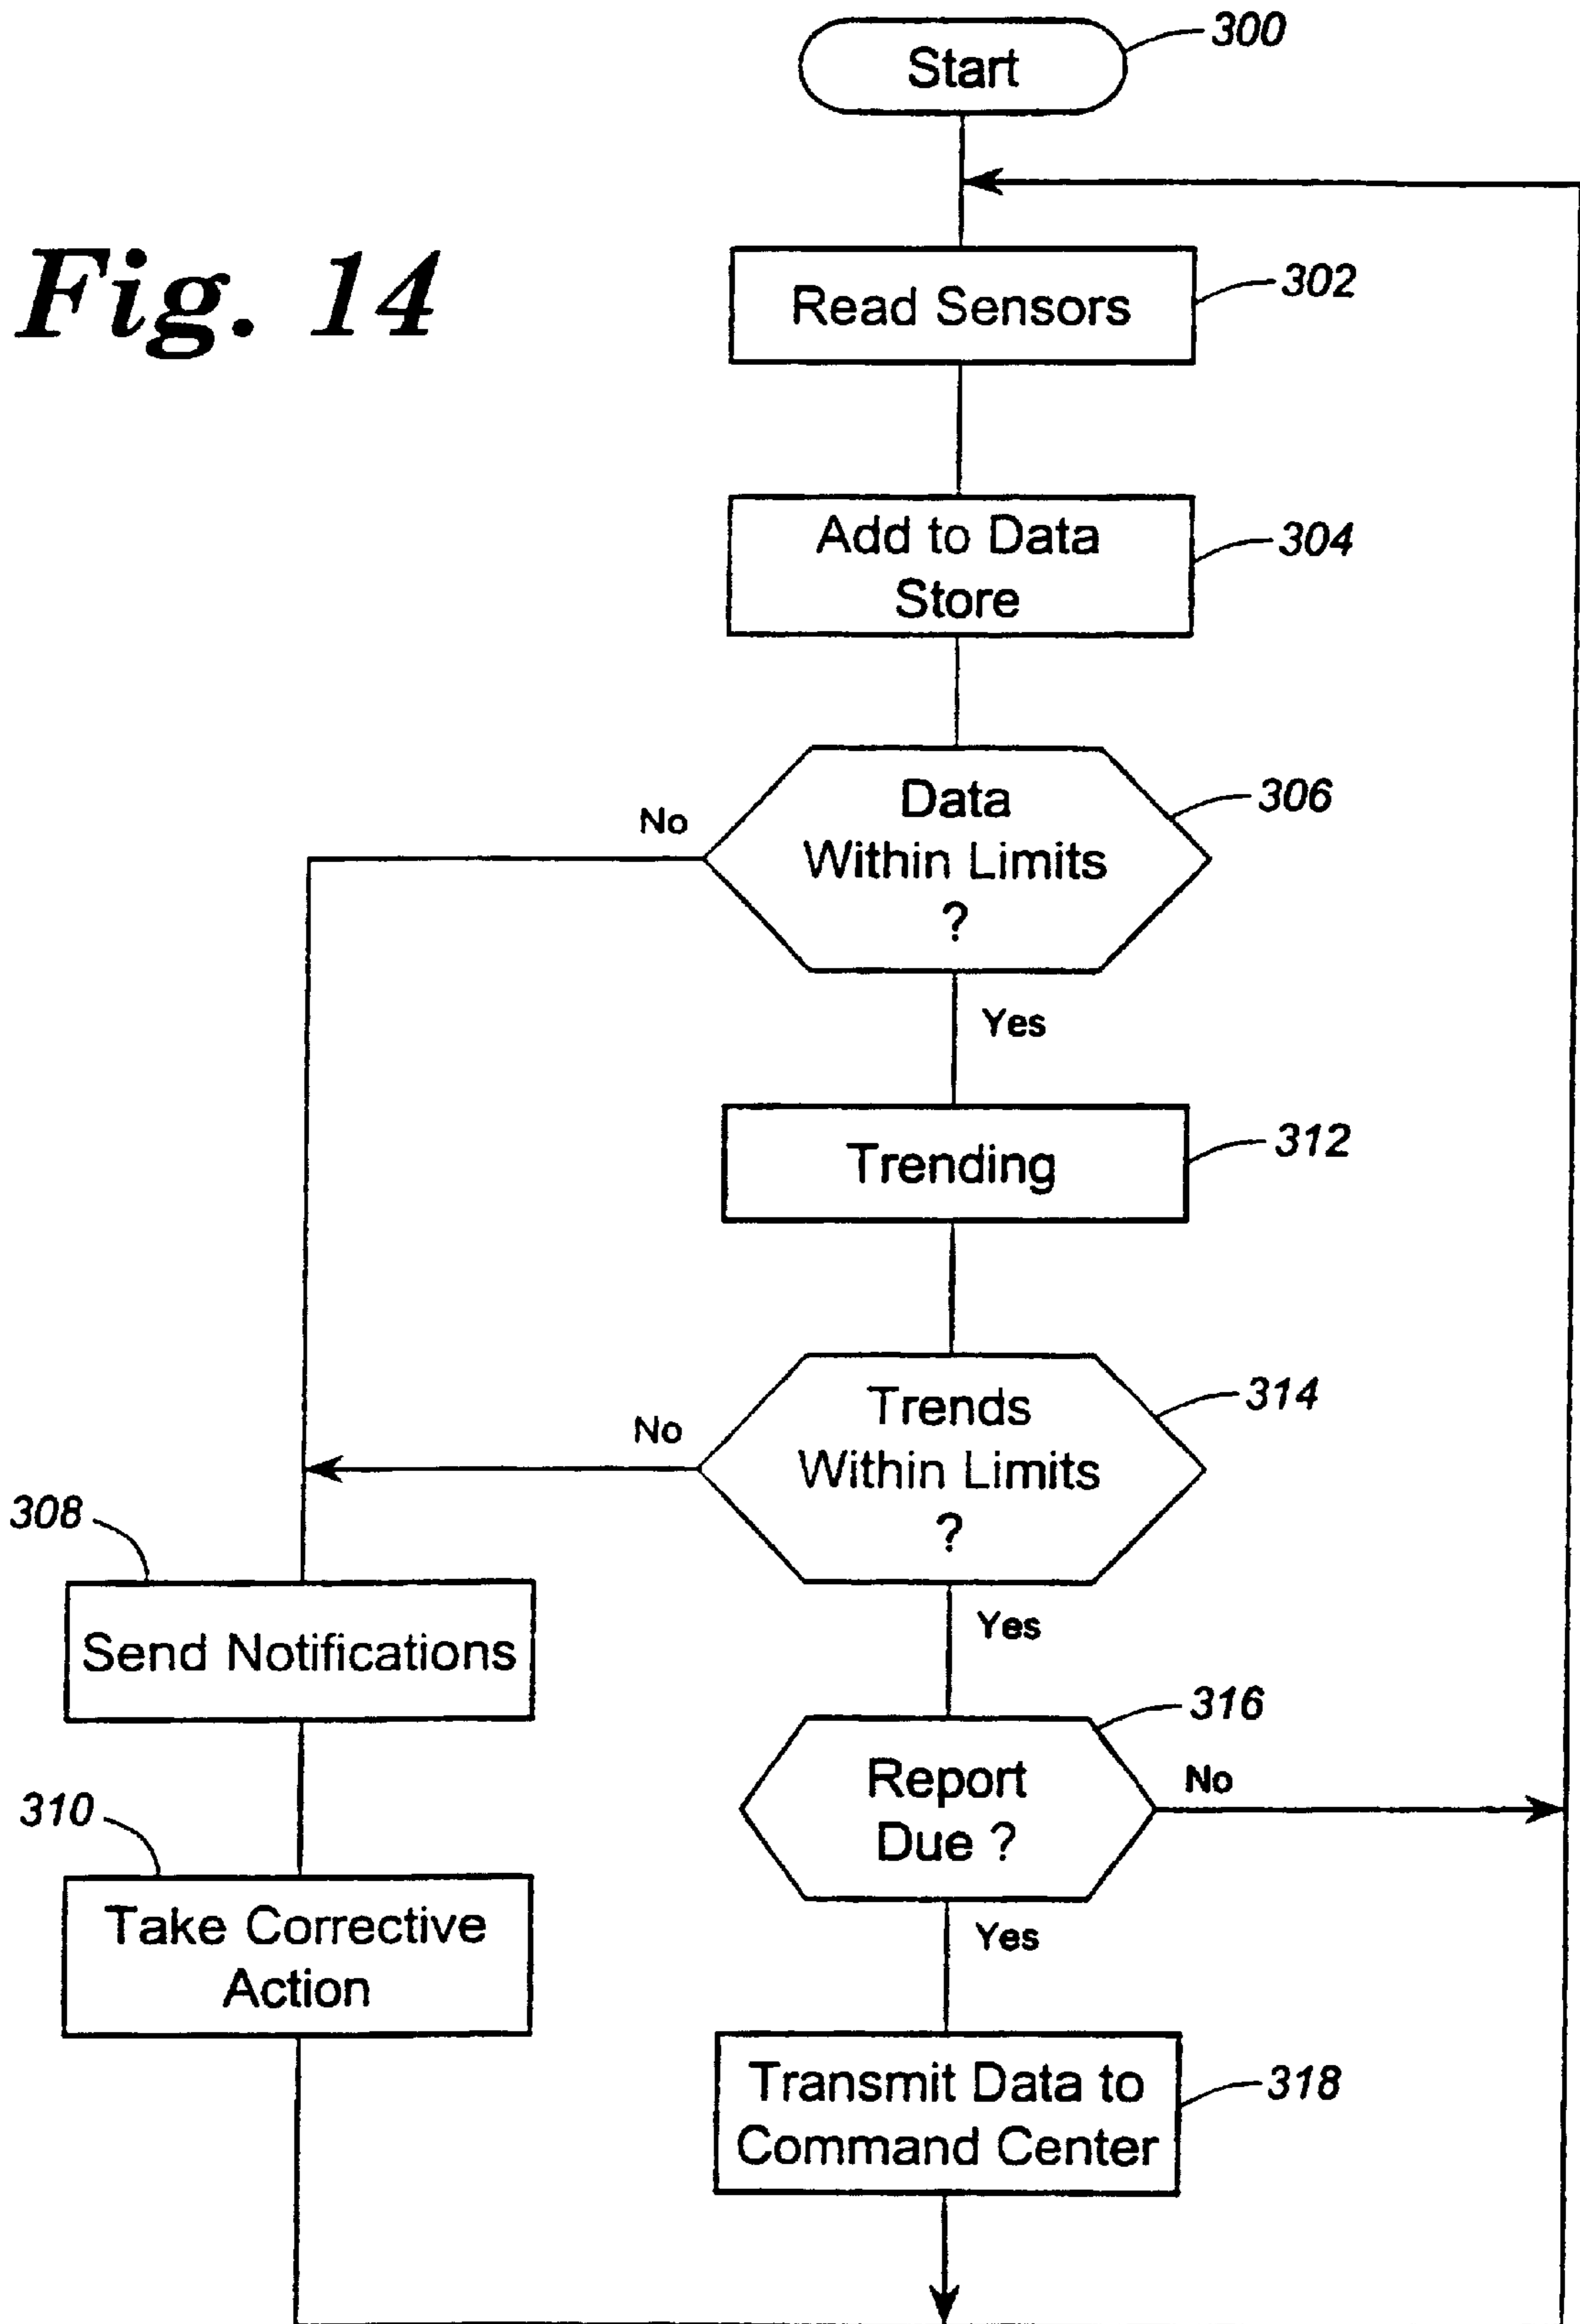 Fig. 14
Start
300
Read Sensors
302
Add to Data
Store
304
Data
Within Limits
?
306
No
Yes
Trending
312
Trends
Within Limits
?
314
No
Yes
308
Send Notifications
Report
Due ?
316
No
Yes
310
Take Corrective
Action
Transmit Data to
Command Center
318